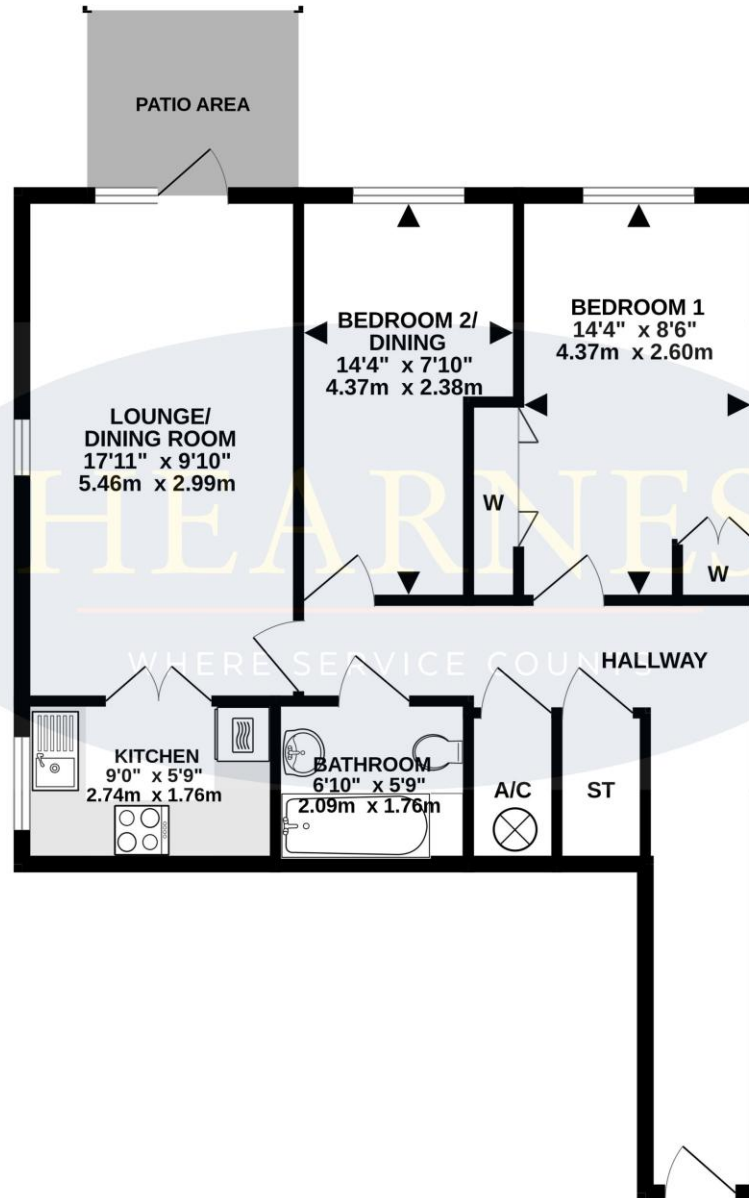 PATIO AREA
BEDROOM 2/
DINING
14'4" x 7'10"
4.37m x 2.38m
BEDROOM 1
14'4" x 8'6"
4.37m x 2.60m
LOUNGE/
DINING ROOM
17'11" x 9'10"
5.46m x 2.99m
W
W
HEARNES
WHERE SERVICE COUNTS
HALLWAY
KITCHEN
9'0" x 5'9"
2.74m x 1.76m
BATHROOM
6'10" x 5'9"
2.09m x 1.76m
A/C
ST